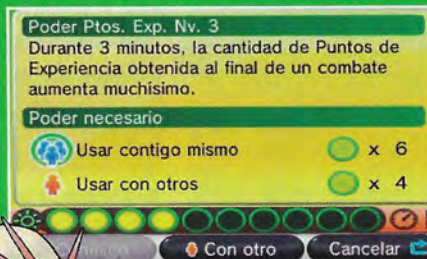 Poder Ptos. Exp. Nv. 3
Durante 3 minutos, la cantidad de Puntos de
Experiencia obtenida al final de un combate
aumenta muchísimo.
Poder necesario
Usar contigo mismo x 6
Usar con otros x 4
Con otro Cancelar